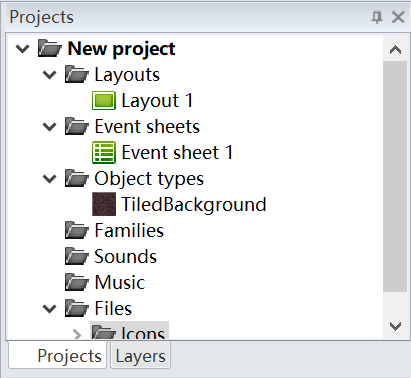 Projects
New project
Layouts
Layout 1
Event sheets
Event sheet 1
Object types
TiledBackground
Families
Sounds
Music
Files
Icons
Projects Layers